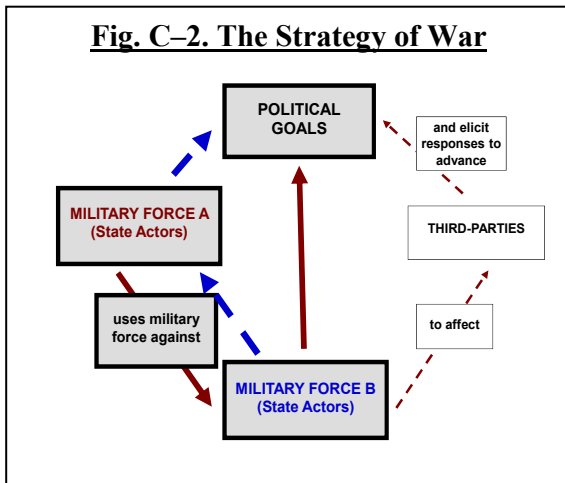 Fig. C–2. The Strategy of War
POLITICAL
GOALS
and elicit
responses to
advance
MILITARY FORCE A
(State Actors)
THIRD-PARTIES
uses military
force against
to affect
MILITARY FORCE B
(State Actors)